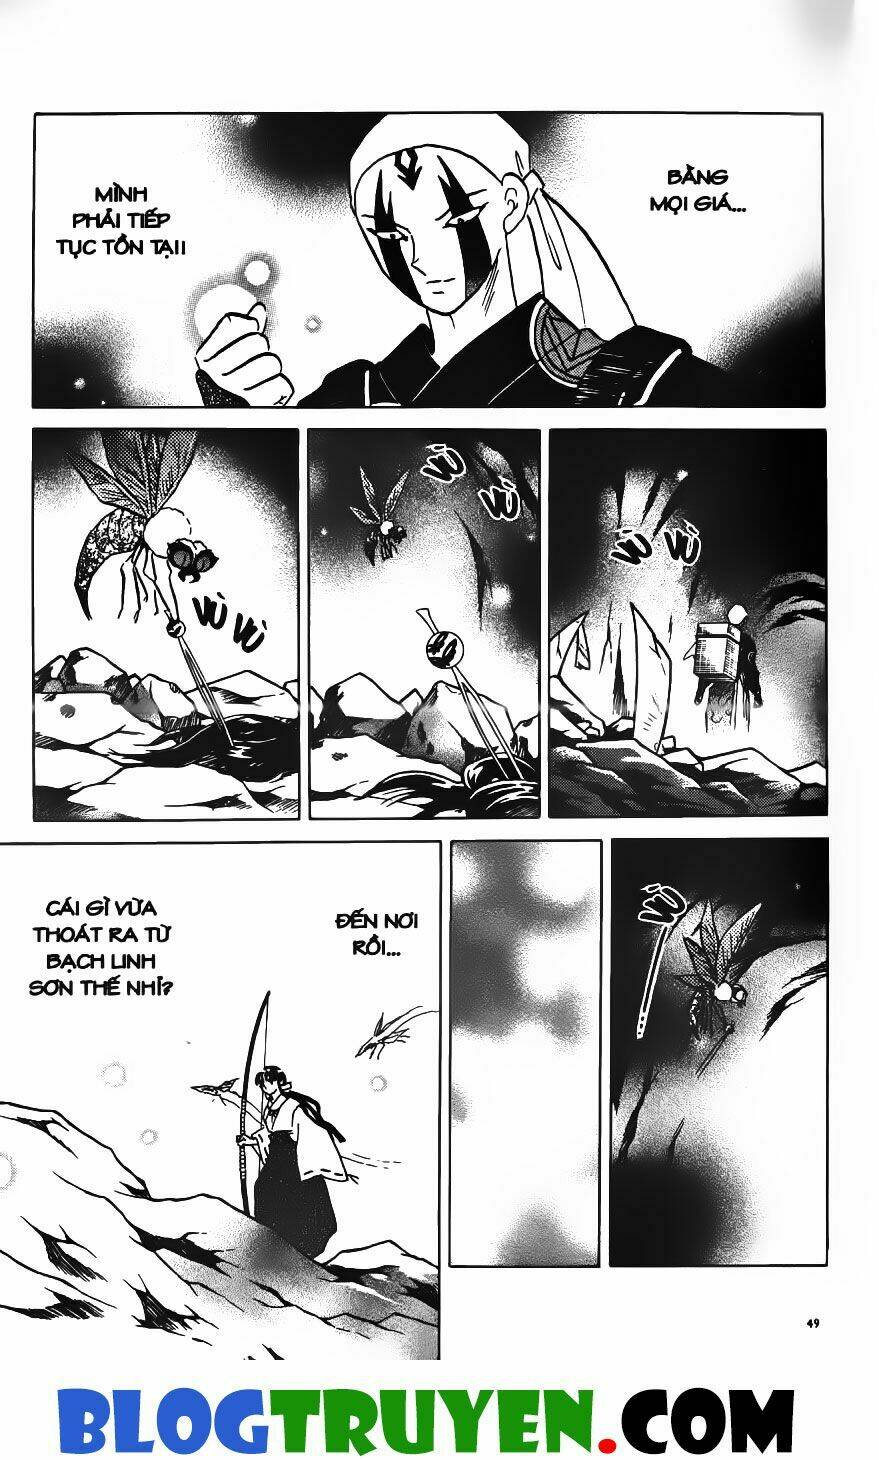 BẰNG
MỌI GIÁ...
MÌNH
PHẢI TIẾP
TỤC TỒN TẠI!
VÙ VÙ
VÙ
VÙ
VÙ VÙ
VÙ
ĐẾN NƠI
RỒI...
CÁI GÌ VỪA
THOÁT RA TỪ
BẠCH LINH
SƠN THẾ NHỈ?
49
BLOGTRUYEN.COM